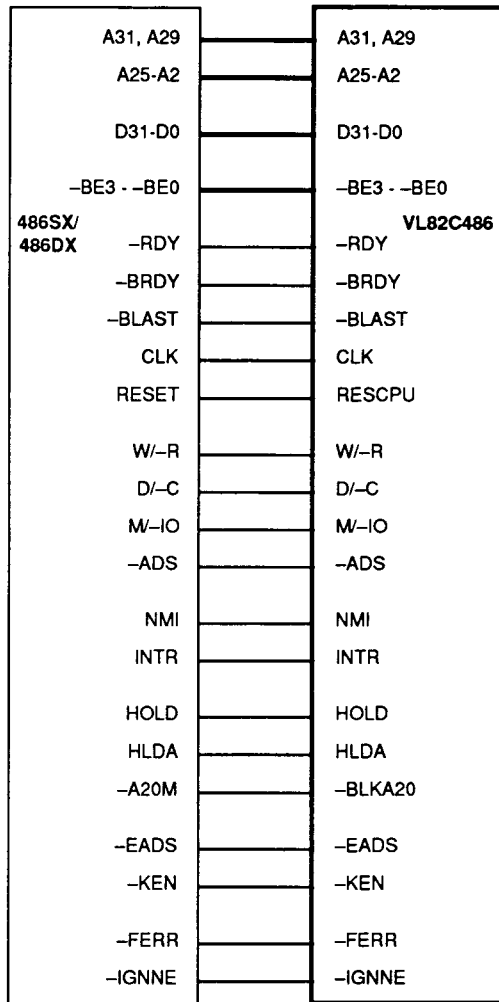 A31, A29 A31, A29
A25-A2 A25-A2
D31-D0 D31-D0
–BE3 - –BE0 –BE3 - –BE0
486SX/ VL82C486
486DX
–RDY –RDY
–BRDY –BRDY
–BLAST –BLAST
CLK CLK
RESET RESCPU
W/–R W/–R
D/–C D/–C
M/–IO M/–IO
–ADS –ADS
NMI NMI
INTR INTR
HOLD HOLD
HLDA HLDA
–A20M –BLKA20
–EADS –EADS
–KEN –KEN
–FERR –FERR
–IGNNE –IGNNE